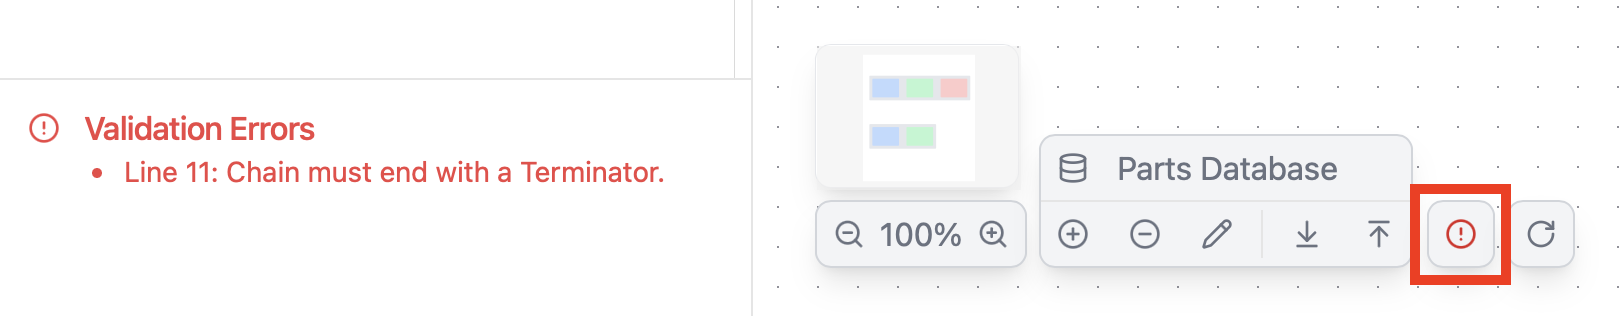 Validation Errors
• Line 11: Chain must end with a Terminator.
Parts Database
100%